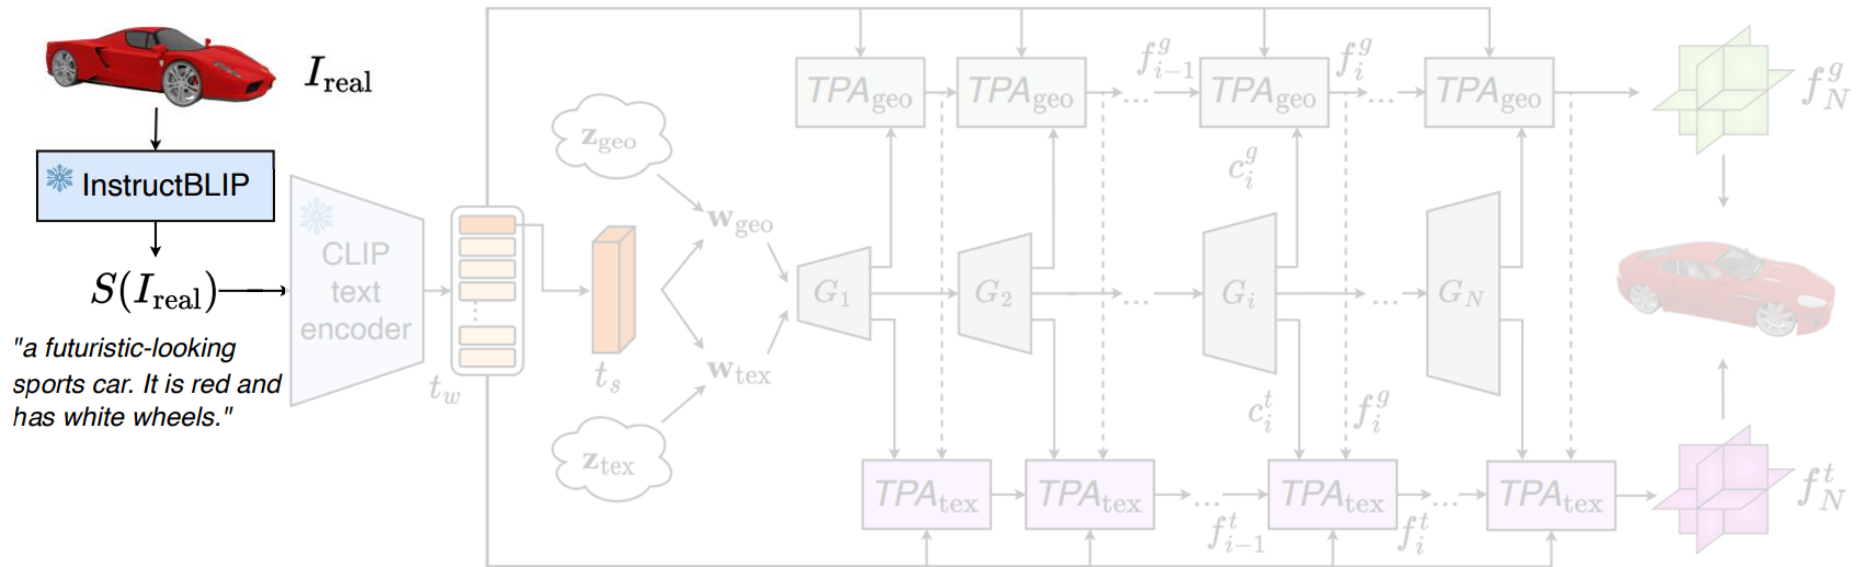 I_real
InstructBLIP
S(I_real)
"a futuristic-looking
sports car. It is red and
has white wheels."
CLIP
text
encoder
t_w
t_s
z_geo
w_geo
w_tex
z_tex
TPA_geo
TPA_geo
f^g_{i-1}
...
TPA_geo
f^g_i
...
TPA_geo
f^g_N
c^g_i
G_1
G_2
...
G_i
...
G_N
c^t_i
f^g_i
TPA_tex
TPA_tex
...
f^t_{i-1}
TPA_tex
f^t_i
...
TPA_tex
f^t_N